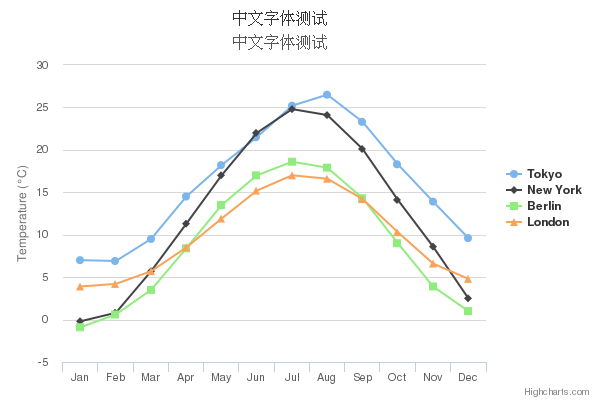 中文字体测试
中文字体测试
30
25
20
15
10
5
0
-5
Temperature (°C)
Jan Feb Mar Apr May Jun Jul Aug Sep Oct Nov Dec
Tokyo
New York
Berlin
London
Highcharts.com